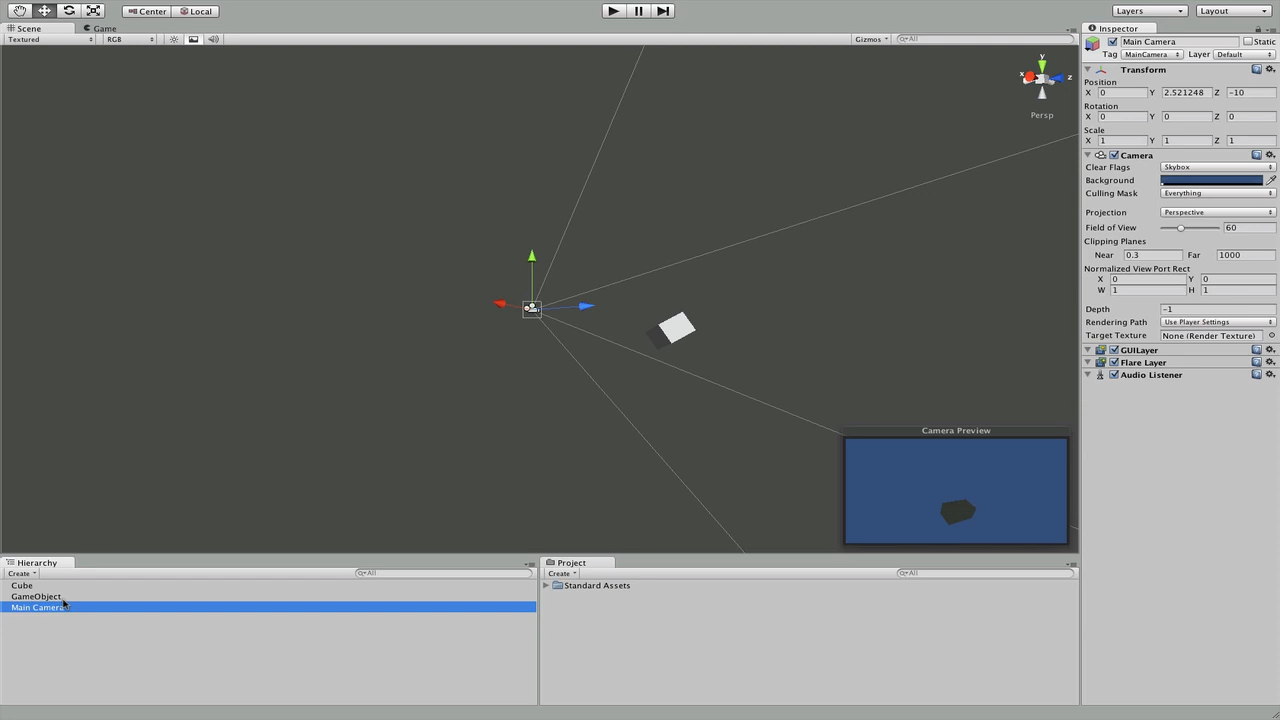 Center Local Layers Layout
Scene Game Inspector
Textured RGB Gizmos All
Main Camera Static
Tag MainCamera Layer Default
Transform
Position
X 0 Y 2.521248 Z -10
Rotation
X 0 Y 0 Z 0
Scale
X 1 Y 1 Z 1
Camera
Clear Flags Skybox
Background
Culling Mask Everything
Projection Perspective
Field of View 60
Clipping Planes
Near 0.3 Far 1000
Normalized View Port Rect
X 0 Y 0
W 1 H 1
Depth -1
Rendering Path Use Player Settings
Target Texture None (Render Texture)
GUILayer
Flare Layer
Audio Listener
y
x z
Persp
Camera Preview
Hierarchy
Create All
Cube
GameObject
Main Camera
Project
Create All
Standard Assets